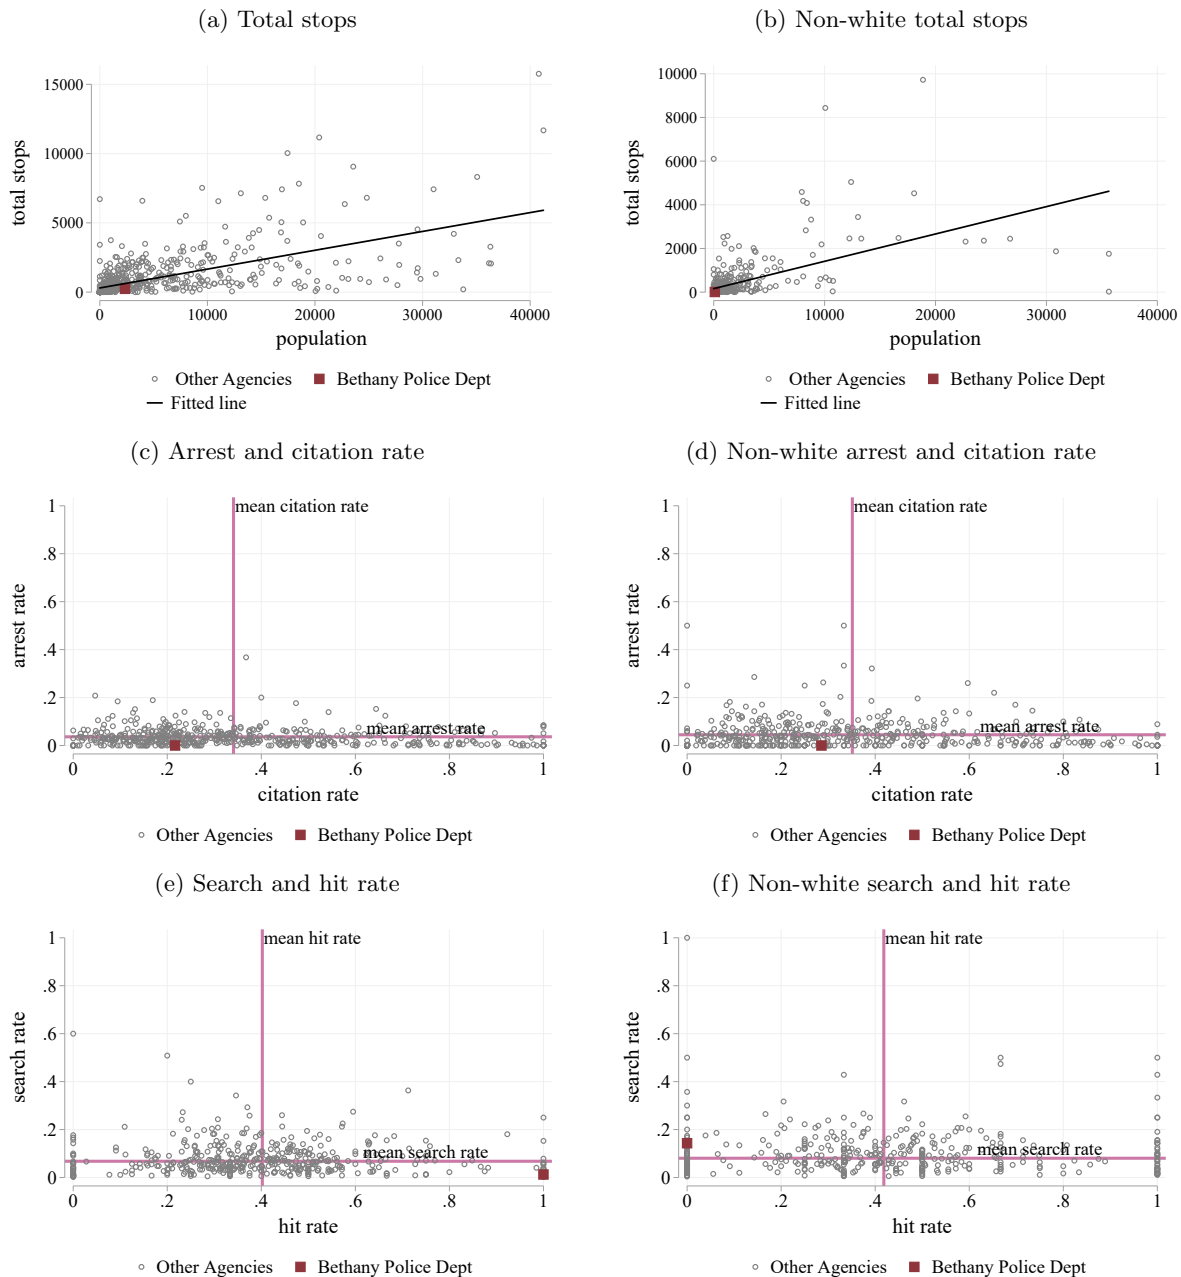 (a) Total stops
15000
10000
5000
0
total stops
0 10000 20000 30000 40000
population
Other Agencies Bethany Police Dept
Fitted line
(b) Non-white total stops
10000
8000
6000
4000
2000
0
total stops
0 10000 20000 30000 40000
population
Other Agencies Bethany Police Dept
Fitted line
(c) Arrest and citation rate
mean citation rate
1
.8
.6
.4
.2
0
arrest rate
mean arrest rate
0 .2 .4 .6 .8 1
citation rate
Other Agencies Bethany Police Dept
(d) Non-white arrest and citation rate
mean citation rate
1
.8
.6
.4
.2
0
arrest rate
mean arrest rate
0 .2 .4 .6 .8 1
citation rate
Other Agencies Bethany Police Dept
(e) Search and hit rate
mean hit rate
1
.8
.6
.4
.2
0
search rate
mean search rate
0 .2 .4 .6 .8 1
hit rate
Other Agencies Bethany Police Dept
(f) Non-white search and hit rate
mean hit rate
1
.8
.6
.4
.2
0
search rate
mean search rate
0 .2 .4 .6 .8 1
hit rate
Other Agencies Bethany Police Dept